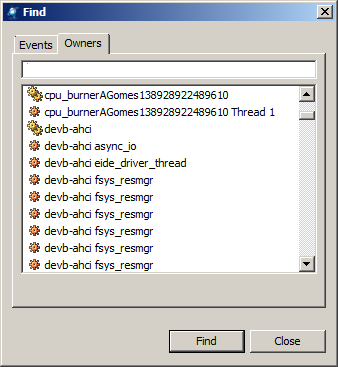 Find
Events
Owners
cpu_burnerAGomes138928922489610
cpu_burnerAGomes138928922489610 Thread 1
devb-ahci
devb-ahci async_io
devb-ahci eide_driver_thread
devb-ahci fsys_resmgr
devb-ahci fsys_resmgr
devb-ahci fsys_resmgr
devb-ahci fsys_resmgr
devb-ahci fsys_resmgr
devb-ahci fsys_resmgr
Find
Close